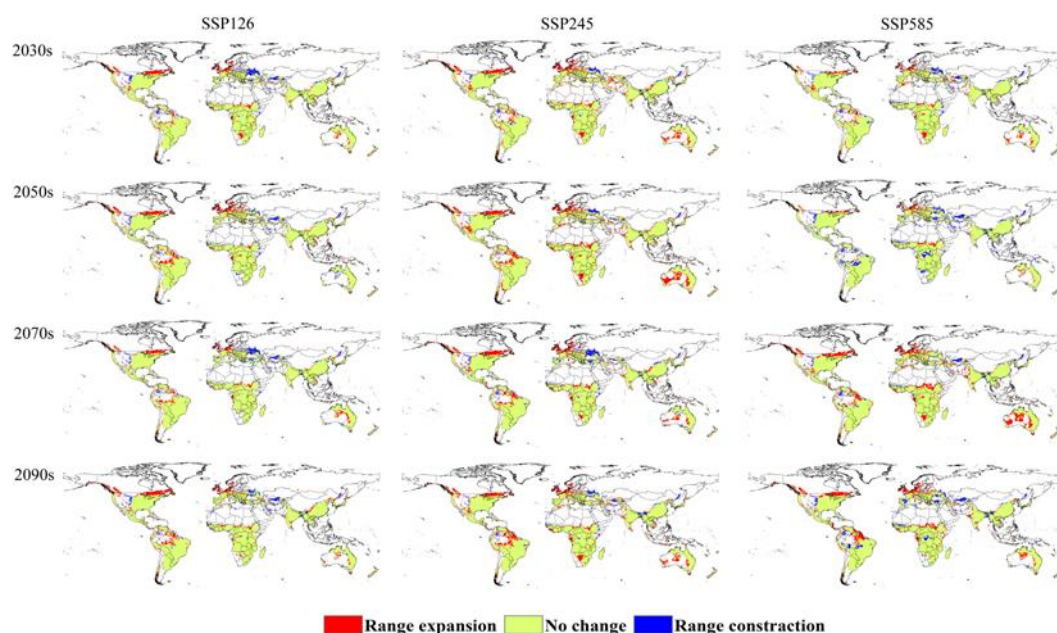 SSP126 SSP245 SSP585
2030s
2050s
2070s
2090s
Range expansion No change Range constraction